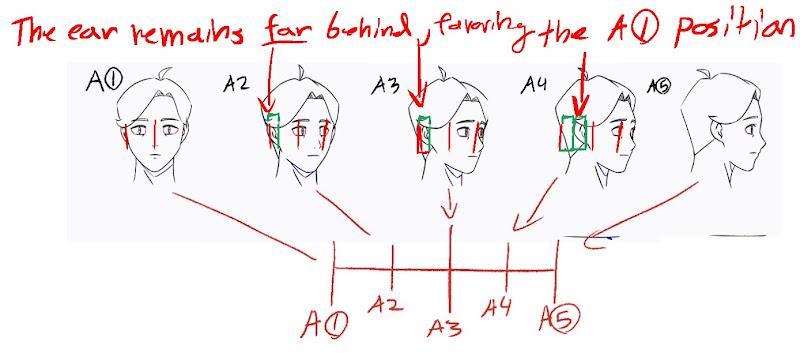 The ear remains far behind, favoring the A① position
A① A2 A3 A4 A⑤
A① A2 A3 A4 A⑤